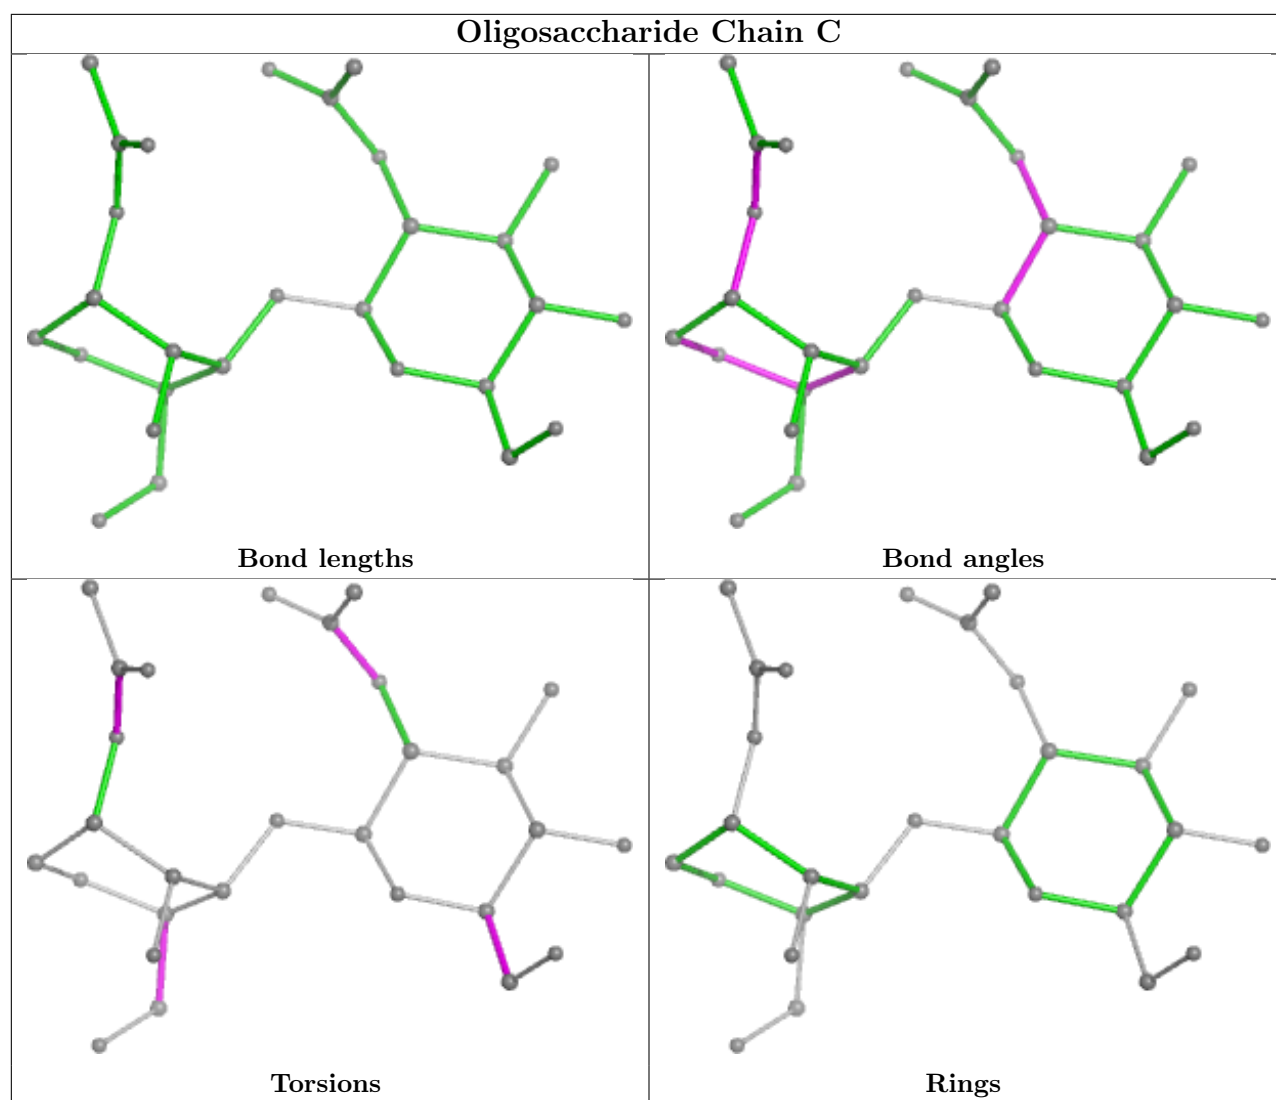 Oligosaccharide Chain C
Bond lengths
Bond angles
Torsions
Rings